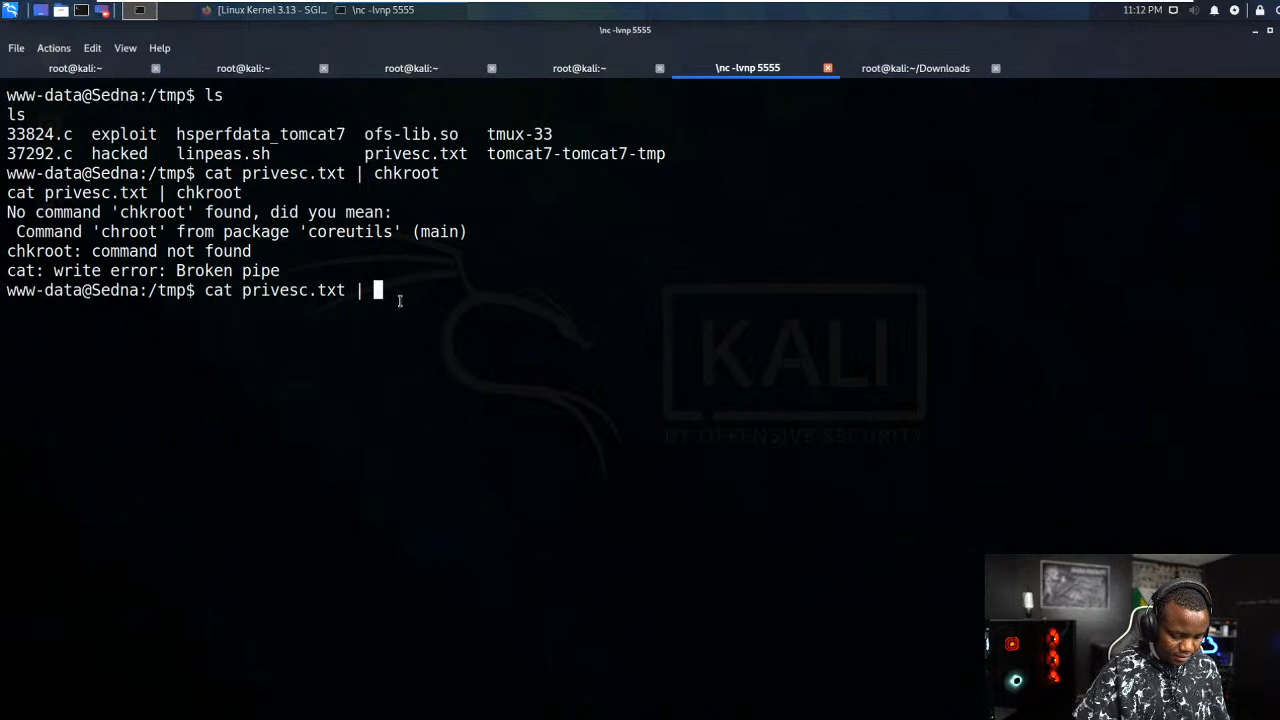 [Linux Kernel 3.13 - SGI... \nc -lvnp 5555 11:12 PM
\nc -lvnp 5555
File Actions Edit View Help
root@kali:~ root@kali:~ root@kali:~ root@kali:~ \nc -lvnp 5555 root@kali:~/Downloads
www-data@Sedna:/tmp$ ls
ls
33824.c exploit hsperfdata_tomcat7 ofs-lib.so tmux-33
37292.c hacked linpeas.sh privesc.txt tomcat7-tomcat7-tmp
www-data@Sedna:/tmp$ cat privesc.txt | chkroot
cat privesc.txt | chkroot
No command 'chkroot' found, did you mean:
Command 'chroot' from package 'coreutils' (main)
chkroot: command not found
cat: write error: Broken pipe
www-data@Sedna:/tmp$ cat privesc.txt |
KALI
BY OFFENSIVE SECURITY